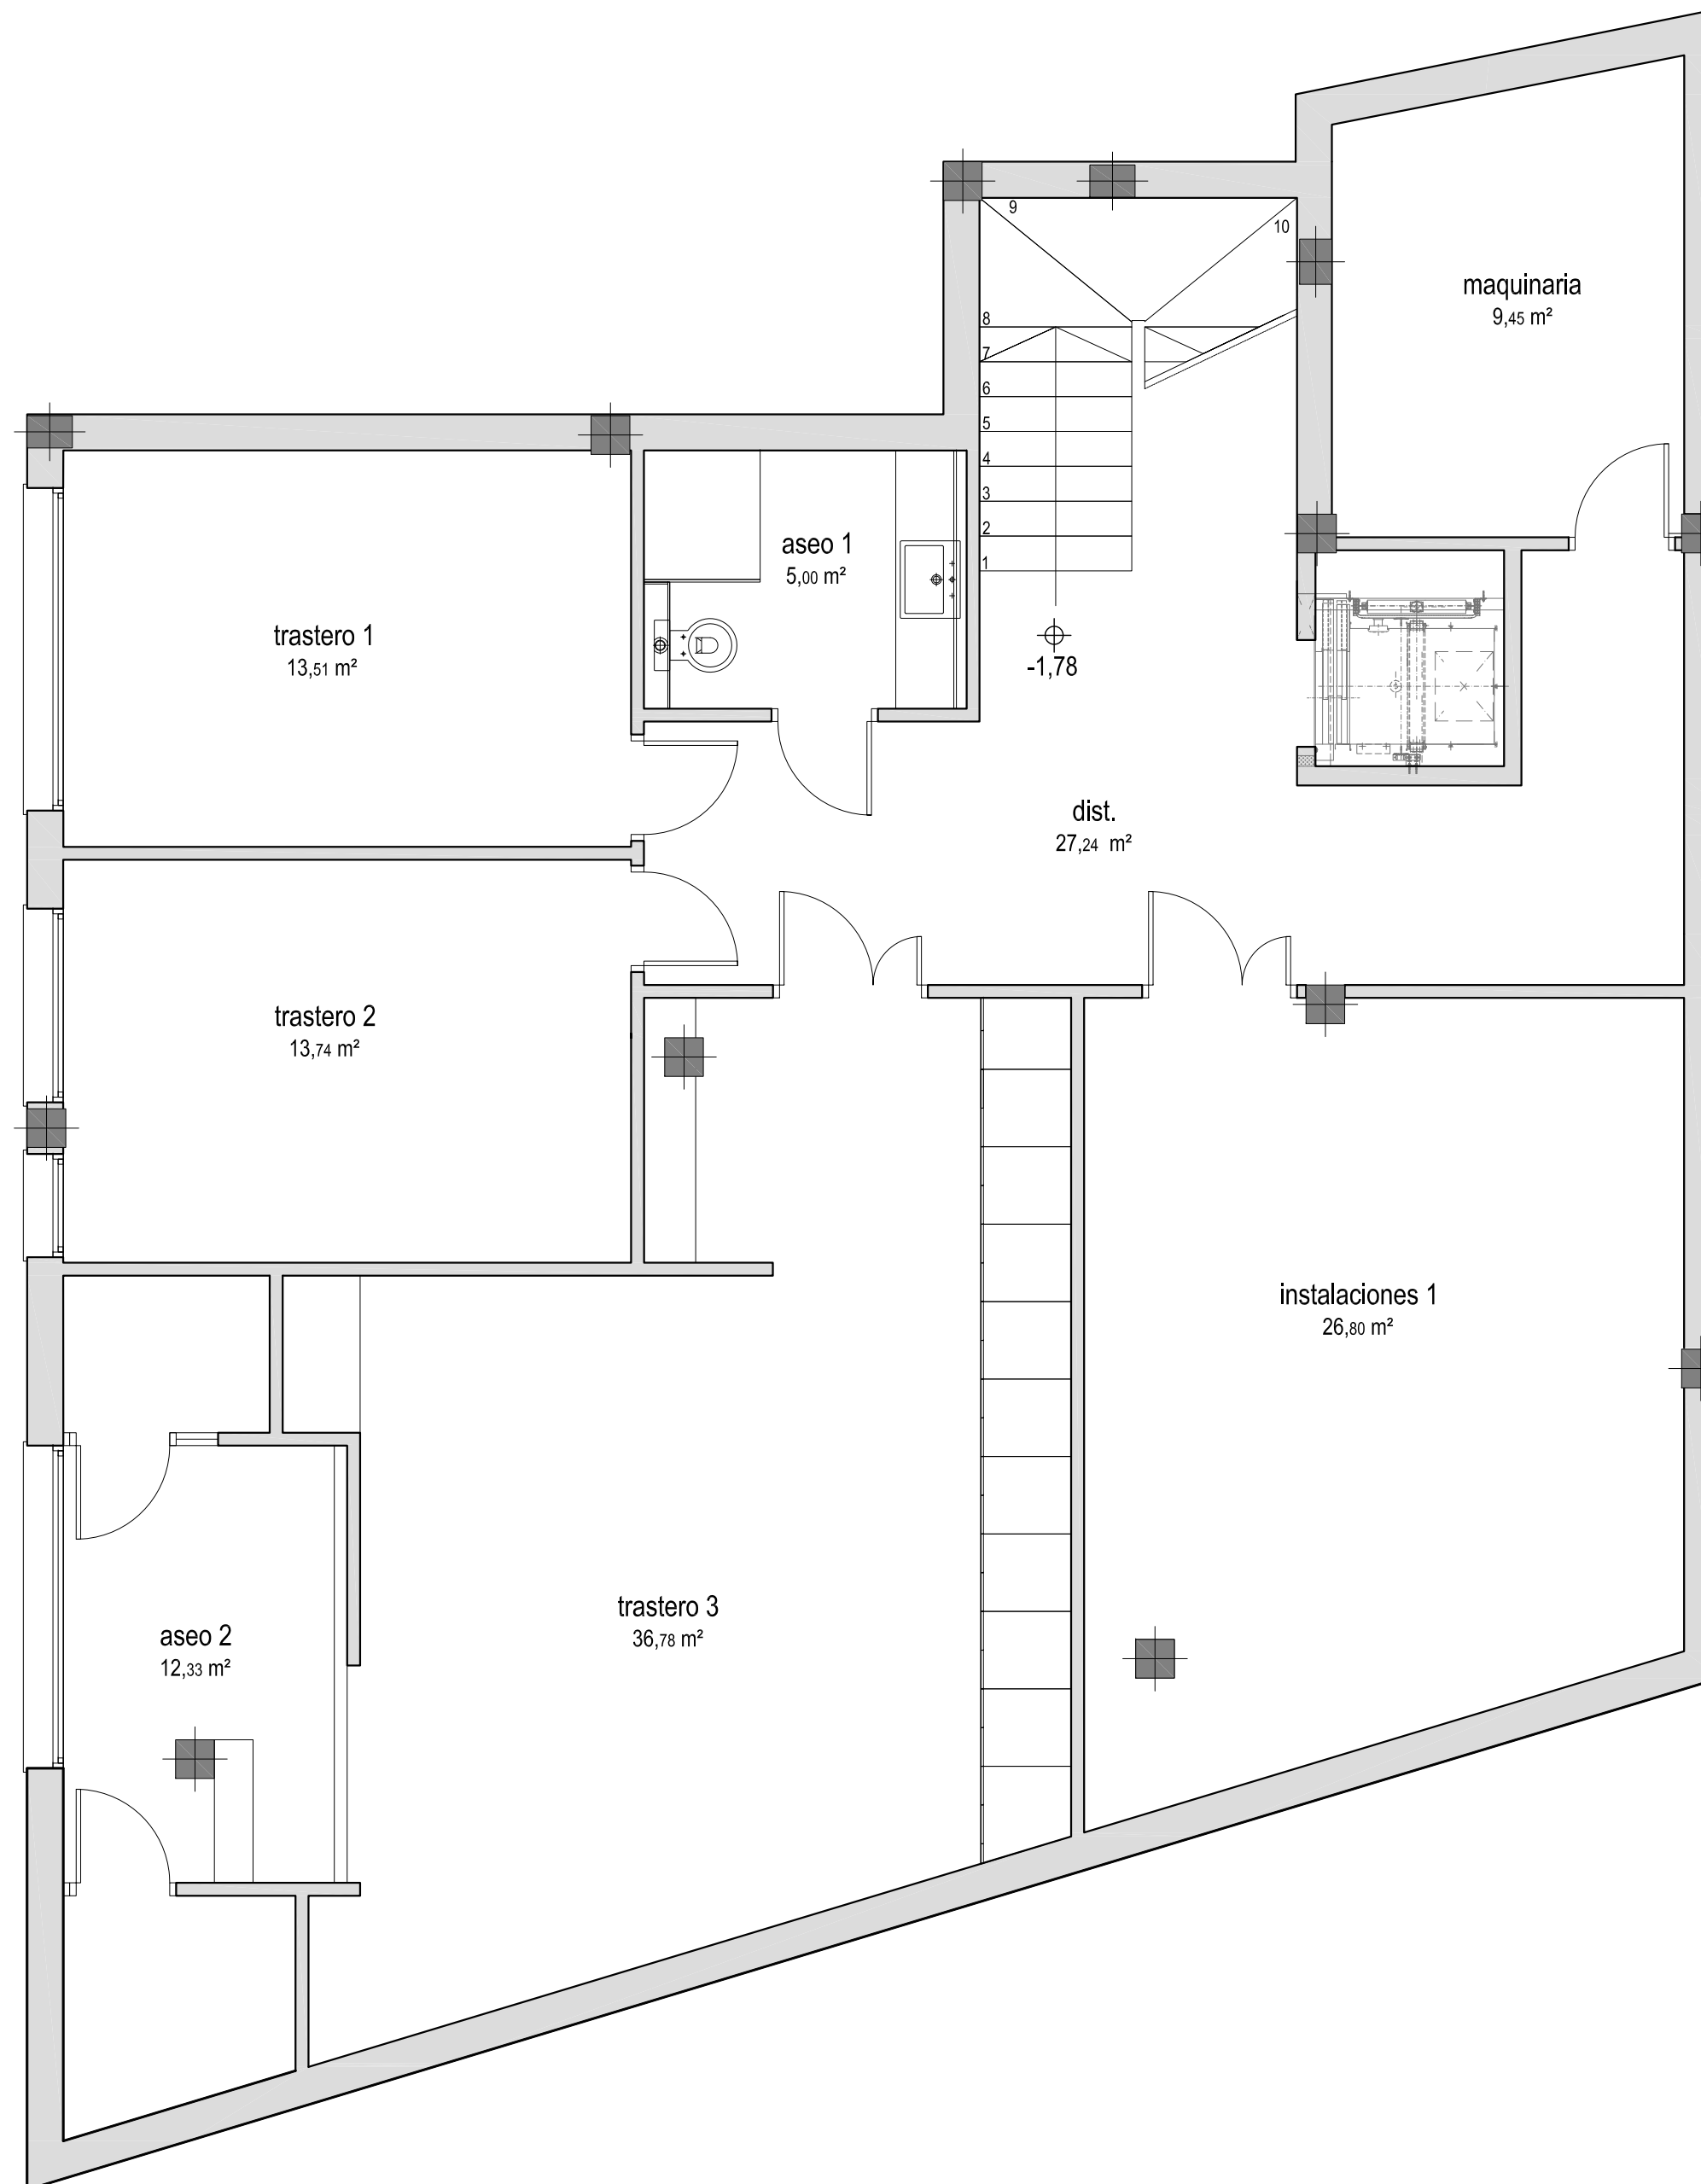 9
10
maquinaria
9,45 m²
8
7
6
5
4
3
2
1
aseo 1
5,00 m²
trastero 1
13,51 m²
-1,78
dist.
27,24 m²
trastero 2
13,74 m²
instalaciones 1
26,80 m²
trastero 3
36,78 m²
aseo 2
12,33 m²